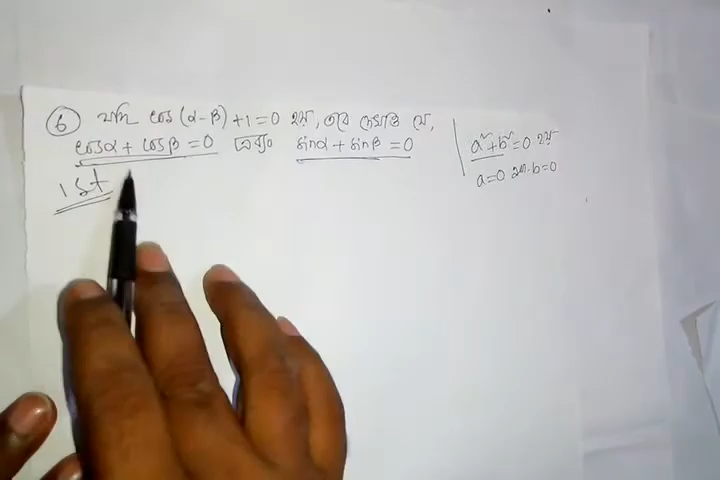 6 যদি cos(α-β)+1=0 হয়, তবে দেখাও যে,
cosα + cosβ = 0 এবং sinα + sinβ = 0
1st
a²+b²=0 হয়
a=0 হবে b=0